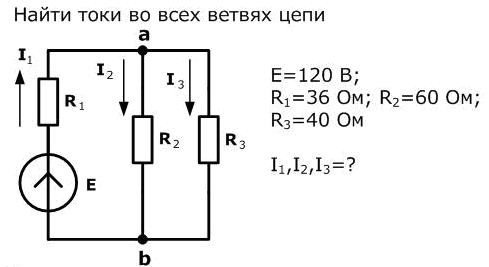 Найти токи во всех ветвях цепи
a
I1
I2
I3
R1
R2
R3
E
b
E=120 В;
R1=36 Ом; R2=60 Ом;
R3=40 Ом
I1,I2,I3=?